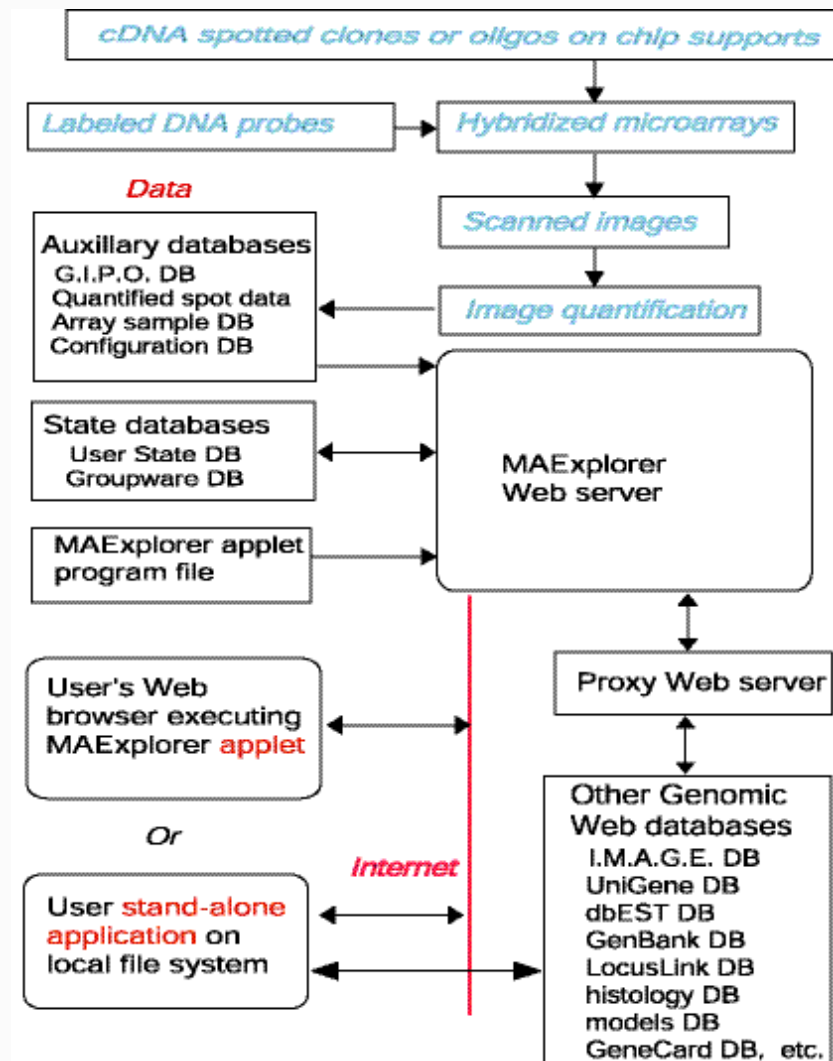 cDNA spotted clones or oligos on chip supports
Labeled DNA probes
Hybridized microarrays
Data
Scanned images
Auxillary databases
G.I.P.O. DB
Quantified spot data
Array sample DB
Configuration DB
Image quantification
State databases
User State DB
Groupware DB
MAExplorer
Web server
MAExplorer applet
program file
User's Web
browser executing
MAExplorer applet
Proxy Web server
Or
Internet
User stand-alone
application on
local file system
Other Genomic
Web databases
I.M.A.G.E. DB
UniGene DB
dbEST DB
GenBank DB
LocusLink DB
histology DB
models DB
GeneCard DB, etc.